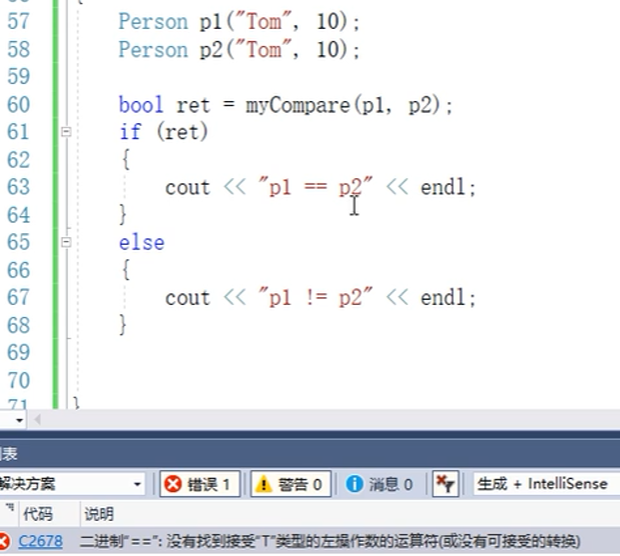 57 Person p1("Tom", 10);
58 Person p2("Tom", 10);
59
60 bool ret = myCompare(p1, p2);
61 if (ret)
62 {
63 cout << "p1 == p2" << endl;
64 }
65 else
66 {
67 cout << "p1 != p2" << endl;
68 }
69
70
71 }
列表
解决方案 错误 1 警告 0 消息 0 生成 + IntelliSense
代码 说明
C2678 二进制"==": 没有找到接受"T"类型的左操作数的运算符(或没有可接受的转换)